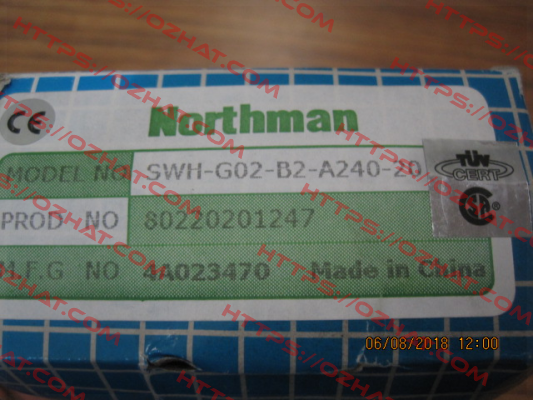 Northman
CE
MODEL NO SWH-G02-B2-A240-20
TÜV
CERT
PROD NO 80220201247
M.F.G NO 4A023470 Made in China
06/08/2018 12:00
HTTPS://OZHAT.COM